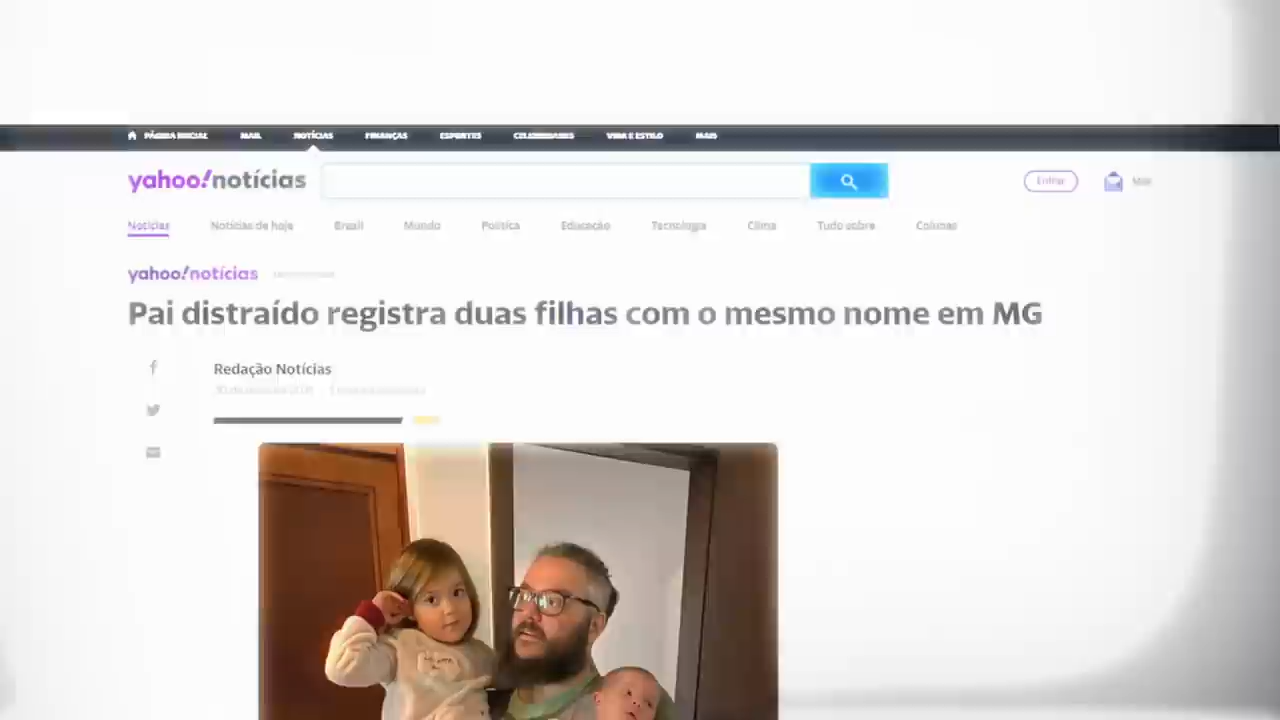 PÁGINA INICIAL MAIL NOTÍCIAS FINANÇAS ESPORTES CELEBRIDADES VIDA E ESTILO MAIS
yahoo!notícias Entrar Mail
Notícias Notícias de hoje Brasil Mundo Política Educação Tecnologia Clima Tudo sobre Colunas
yahoo!notícias
Pai distraído registra duas filhas com o mesmo nome em MG
Redação Notícias